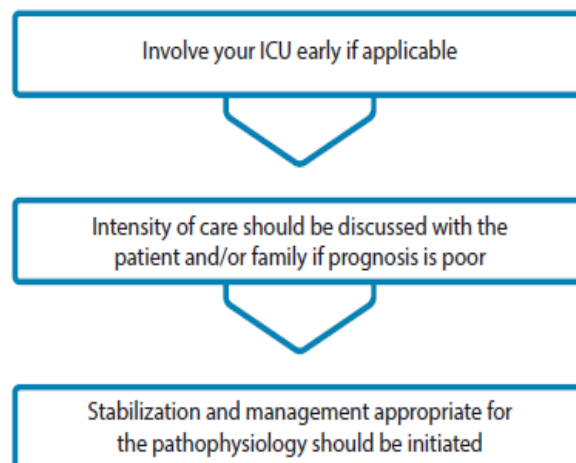 Involve your ICU early if applicable
Intensity of care should be discussed with the
patient and/or family if prognosis is poor
Stabilization and management appropriate for
the pathophysiology should be initiated